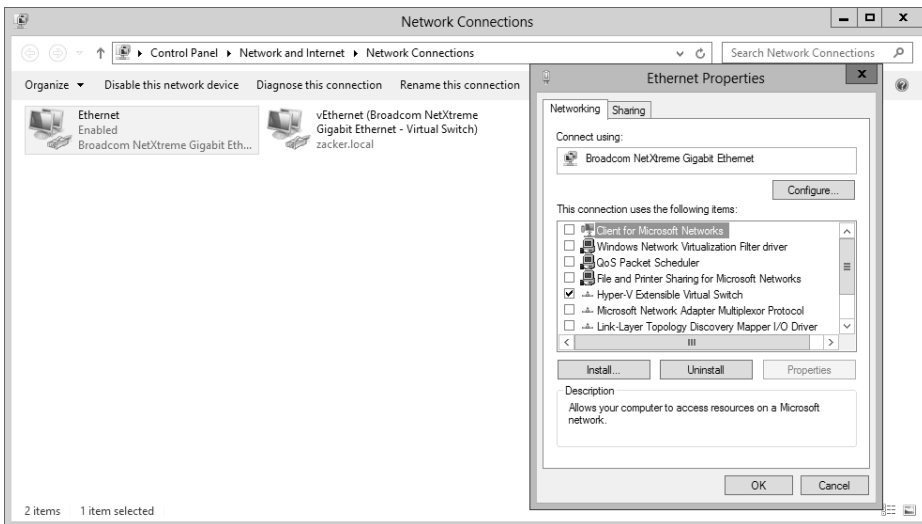 Network Connections
Control Panel Network and Internet Network Connections
Search Network Connections
Organize Disable this network device Diagnose this connection Rename this connection
Ethernet
Enabled
Broadcom NetXtreme Gigabit Eth...
vEthernet (Broadcom NetXtreme
Gigabit Ethernet - Virtual Switch)
zacker.local
Ethernet Properties
x
Networking Sharing
Connect using:
Broadcom NetXtreme Gigabit Ethernet
Configure...
This connection uses the following items:
Client for Microsoft Networks
Windows Network Virtualization Filter driver
QoS Packet Scheduler
File and Printer Sharing for Microsoft Networks
Hyper-V Extensible Virtual Switch
Microsoft Network Adapter Multiplexor Protocol
Link-Layer Topology Discovery Mapper I/O Driver
Install... Uninstall Properties
Description
Allows your computer to access resources on a Microsoft
network.
OK Cancel
2 items 1 item selected